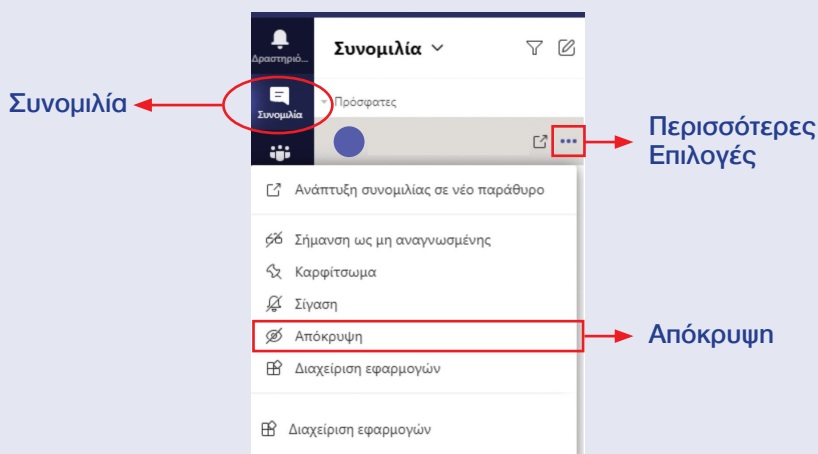 Δραστηριό...
Συνομιλία
Συνομιλία
Συνομιλία
Πρόσφατες
Περισσότερες
Επιλογές
Ανάπτυξη συνομιλίας σε νέο παράθυρο
Σήμανση ως μη αναγνωσμένης
Καρφίτσωμα
Σίγαση
Απόκρυψη
Απόκρυψη
Διαχείριση εφαρμογών
Διαχείριση εφαρμογών